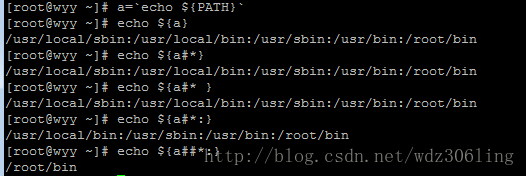 [root@wyy ~]# a=`echo ${PATH}`
[root@wyy ~]# echo ${a}
/usr/local/sbin:/usr/local/bin:/usr/sbin:/usr/bin:/root/bin
[root@wyy ~]# echo ${a#*}
/usr/local/sbin:/usr/local/bin:/usr/sbin:/usr/bin:/root/bin
[root@wyy ~]# echo ${a#* }
/usr/local/sbin:/usr/local/bin:/usr/sbin:/usr/bin:/root/bin
[root@wyy ~]# echo ${a#*:}
/usr/local/bin:/usr/sbin:/usr/bin:/root/bin
[root@wyy ~]# echo ${a##*:}
/root/bin
http://blog.csdn.net/wdz306ling